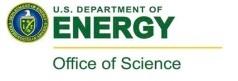 U.S. DEPARTMENT OF
ENERGY
Office of Science